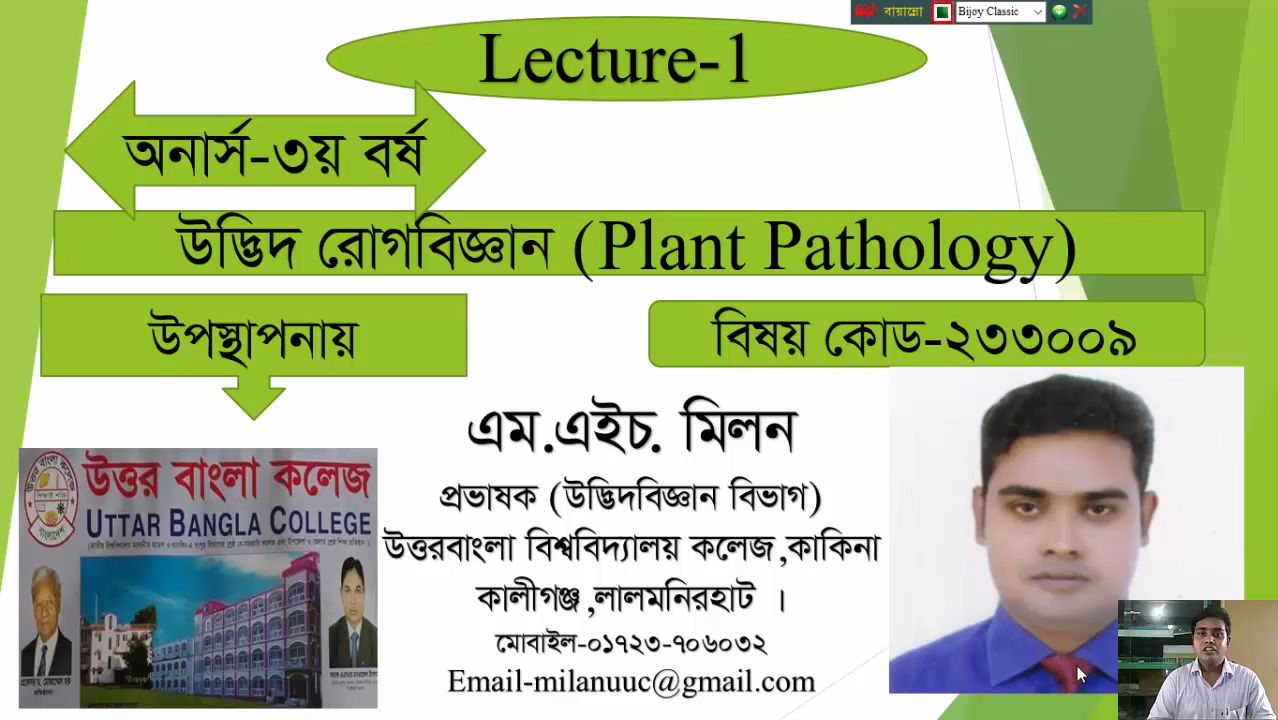 বায়ান্নো
Bijoy Classic
Lecture-1
অনার্স-৩য় বর্ষ
উদ্ভিদ রোগবিজ্ঞান (Plant Pathology)
উপস্থাপনায়
বিষয় কোড-২৩৩০০৯
এম.এইচ. মিলন
প্রভাষক (উদ্ভিদবিজ্ঞান বিভাগ)
উত্তরবাংলা বিশ্ববিদ্যালয় কলেজ,কাকিনা
কালীগঞ্জ,লালমনিরহাট ।
মোবাইল-০১৭২৩-৭০৬০৩২
Email-milanuuc@gmail.com
উত্তর বাংলা কলেজ
UTTAR BANGLA COLLEGE